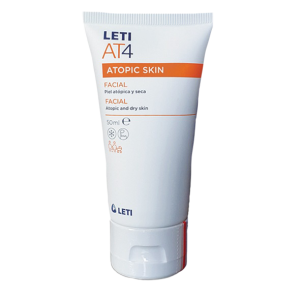 LETI
AT4
ATOPIC SKIN
FACIAL
Piel atópica y seca
FACIAL
Atopic and dry skin
50ml e
LETI